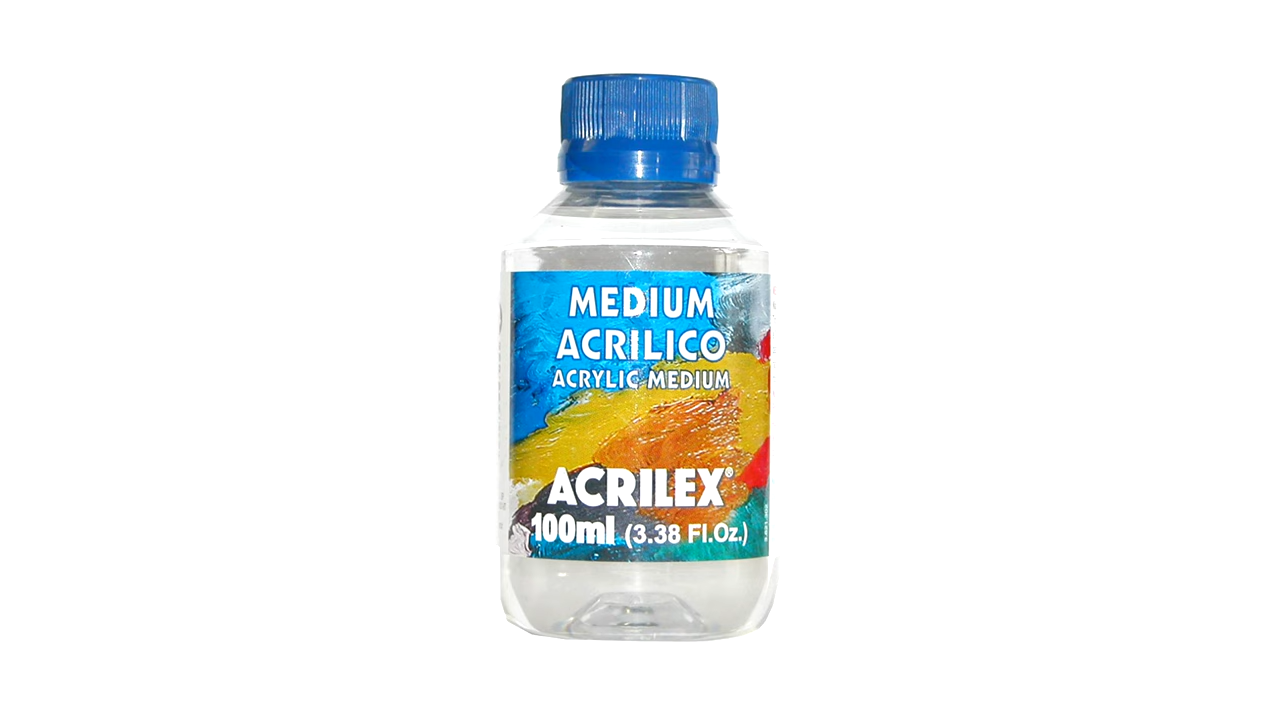 MEDIUM
ACRILICO
ACRYLIC MEDIUM
ACRILEX®
100ml (3.38 Fl.Oz.)